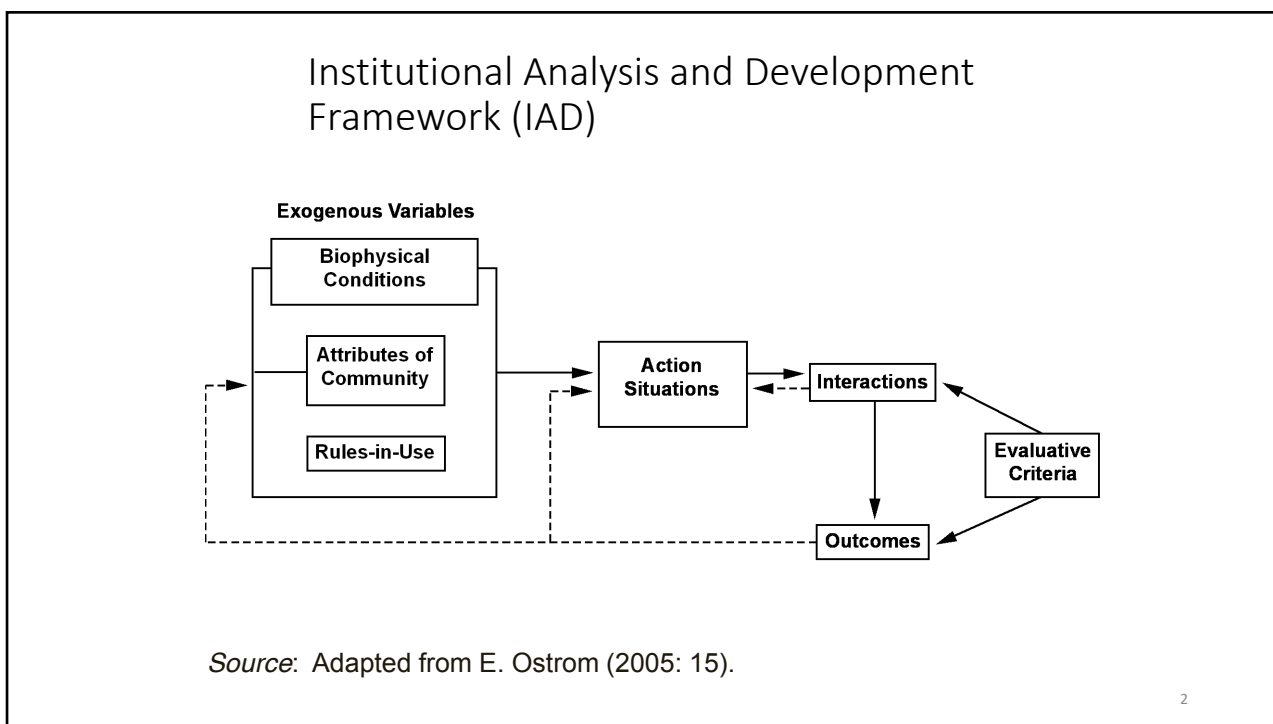 Institutional Analysis and Development
Framework (IAD)
Exogenous Variables
Biophysical
Conditions
Attributes of
Community
Rules-in-Use
Action
Situations
Interactions
Evaluative
Criteria
Outcomes
Source: Adapted from E. Ostrom (2005: 15).
2